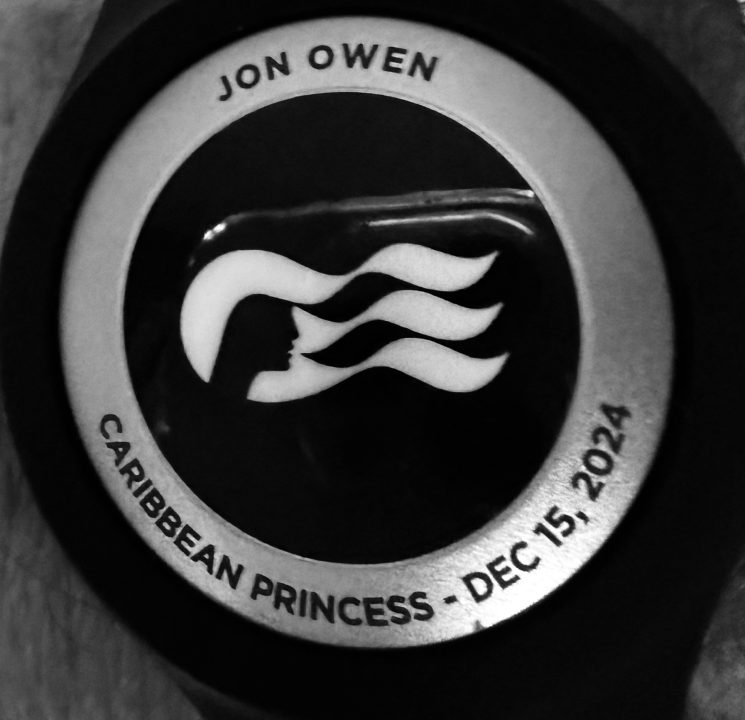 JON OWEN
CARIBBEAN PRINCESS - DEC 15, 2024